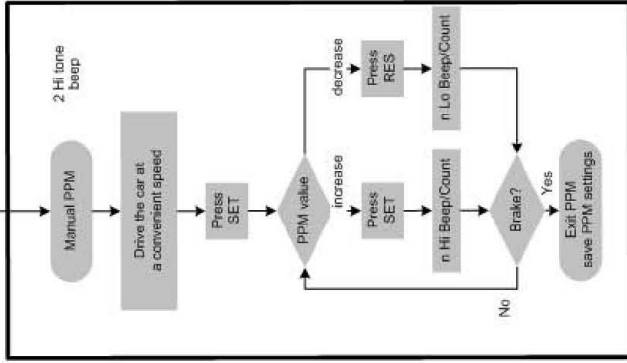 2 Hi tone
beep
Manual PPM
Drive the car at
a convenient speed
Press
SET
PPM value
decrease
increase
Press
RES
Press
SET
n Lo Beep/Count
n Hi Beep/Count
Brake?
No
Yes
Exit PPM
save PPM settings